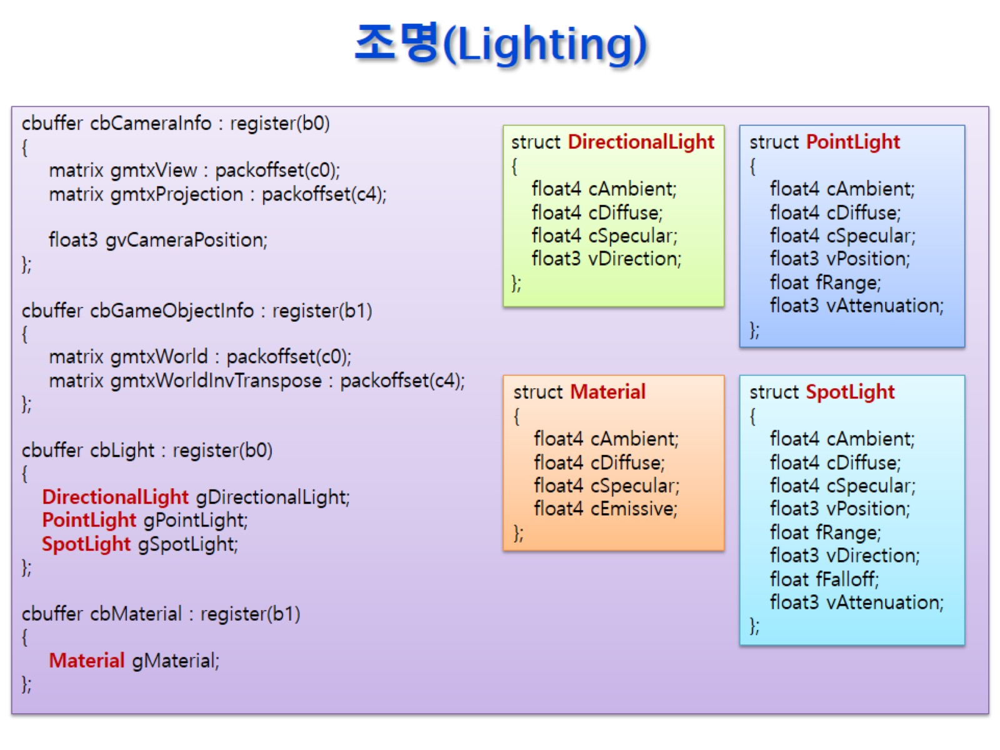 조명(Lighting)
cbuffer cbCameraInfo : register(b0)
{
matrix gmtxView : packoffset(c0);
matrix gmtxProjection : packoffset(c4);
float3 gvCameraPosition;
};
cbuffer cbGameObjectInfo : register(b1)
{
matrix gmtxWorld : packoffset(c0);
matrix gmtxWorldInvTranspose : packoffset(c4);
};
cbuffer cbLight : register(b0)
{
DirectionalLight gDirectionalLight;
PointLight gPointLight;
SpotLight gSpotLight;
};
cbuffer cbMaterial : register(b1)
{
Material gMaterial;
};
struct DirectionalLight
{
float4 cAmbient;
float4 cDiffuse;
float4 cSpecular;
float3 vDirection;
};
struct PointLight
{
float4 cAmbient;
float4 cDiffuse;
float4 cSpecular;
float3 vPosition;
float fRange;
float3 vAttenuation;
};
struct Material
{
float4 cAmbient;
float4 cDiffuse;
float4 cSpecular;
float4 cEmissive;
};
struct SpotLight
{
float4 cAmbient;
float4 cDiffuse;
float4 cSpecular;
float3 vPosition;
float fRange;
float3 vDirection;
float fFalloff;
float3 vAttenuation;
};